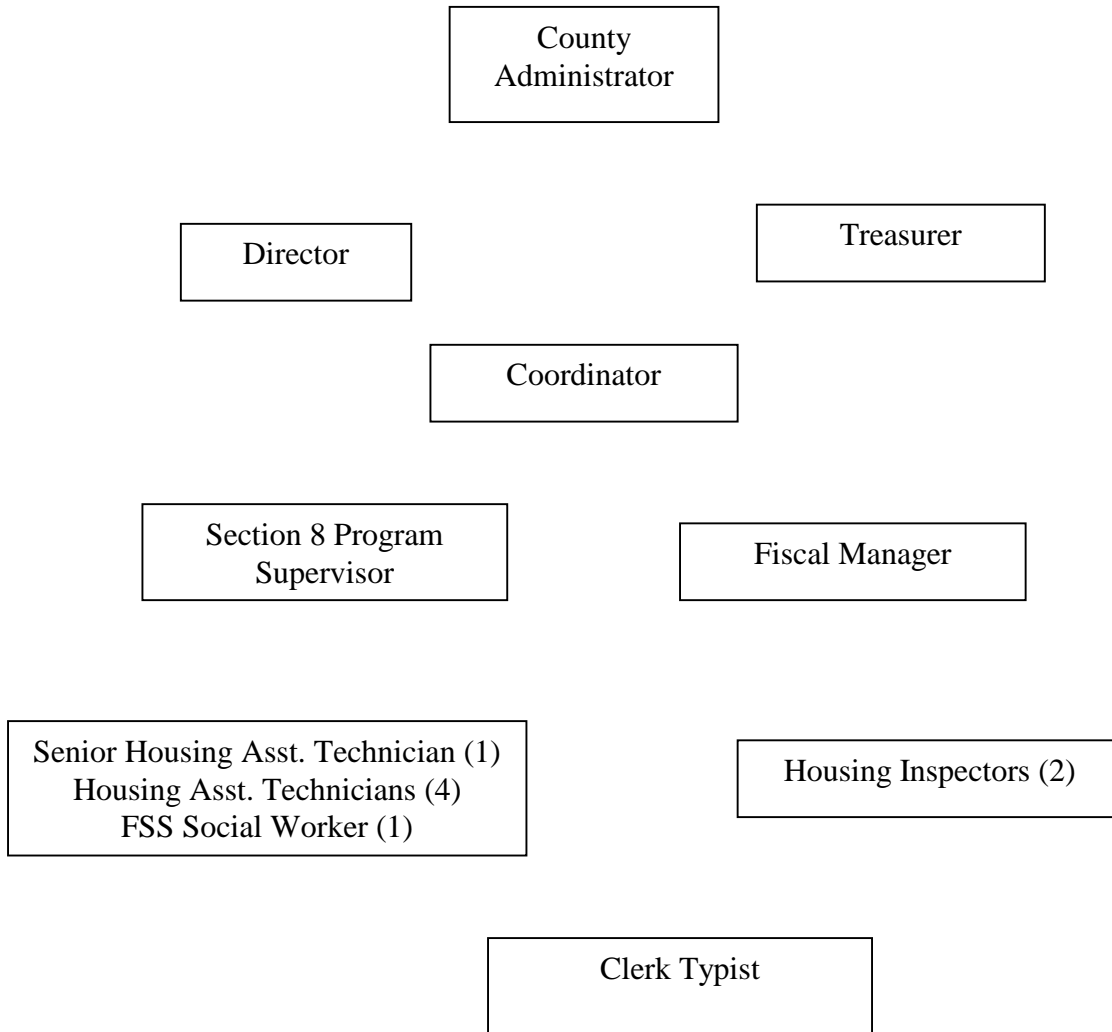 County
Administrator
Director
Treasurer
Coordinator
Section 8 Program
Supervisor
Fiscal Manager
Senior Housing Asst. Technician (1)
Housing Asst. Technicians (4)
FSS Social Worker (1)
Housing Inspectors (2)
Clerk Typist